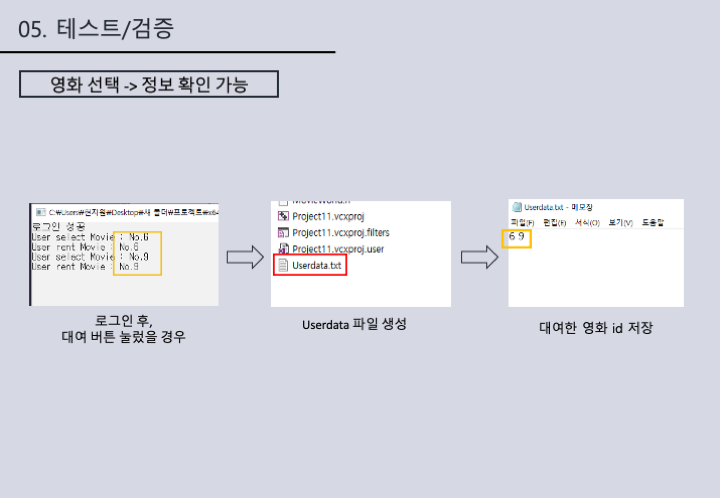 05. 테스트/검증
영화 선택 -> 정보 확인 가능
C:₩Users₩전지원₩Desktop₩새 폴더₩프로젝트₩x64
로그인 성공
User select Movie : No.6
User rent Movie : No.6
User select Movie : No.9
User rent Movie : No.9
로그인 후,
대여 버튼 눌렀을 경우
Project11.vcxproj
Project11.vcxproj.filters
Project11.vcxproj.user
Userdata.txt
Userdata 파일 생성
Userdata.txt - 메모장
파일(F) 편집(E) 서식(O) 보기(V) 도움말
6 9
대여한 영화 id 저장